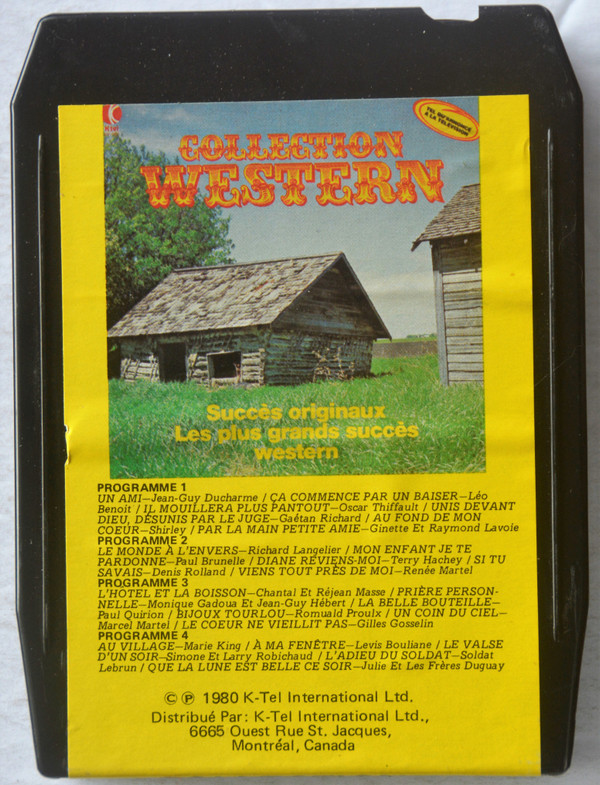 K
K-tel
TEL QU'ANNONCÉ
À LA TÉLÉVISION
COLLECTION
WESTERN
Succès originaux
Les plus grands succès
western
PROGRAMME 1
UN AMI—Jean-Guy Ducharme / ÇA COMMENCE PAR UN BAISER—Léo
Benoit / IL MOUILLERA PLUS PANTOUT—Oscar Thiffault / UNIS DEVANT
DIEU, DÉSUNIS PAR LE JUGE—Gaétan Richard / AU FOND DE MON
COEUR—Shirley / PAR LA MAIN PETITE AMIE—Ginette Et Raymond Lavoie
PROGRAMME 2
LE MONDE À L'ENVERS—Richard Langelier / MON ENFANT JE TE
PARDONNE—Paul Brunelle / DIANE REVIENS-MOI—Terry Hachey / SI TU
SAVAIS—Denis Rolland / VIENS TOUT PRÈS DE MOI—Renée Martel
PROGRAMME 3
L'HOTEL ET LA BOISSON—Chantal Et Réjean Masse / PRIÈRE PERSON-
NELLE—Monique Gadoua Et Jean-Guy Hébert / LA BELLE BOUTEILLE—
Paul Quirion / BIJOUX TOURLOU—Romuald Proulx / UN COIN DU CIEL—
Marcel Martel / LE COEUR NE VIEILLIT PAS—Gilles Gosselin
PROGRAMME 4
AU VILLAGE—Marie King / À MA FENÊTRE—Levis Bouliane / LE VALSE
D'UN SOIR—Simone Et Larry Robichaud / L'ADIEU DU SOLDAT—Soldat
Lebrun / QUE LA LUNE EST BELLE CE SOIR—Julie Et Les Frères Duguay
© ℗ 1980 K-Tel International Ltd.
Distribué Par: K-Tel International Ltd.,
6665 Ouest Rue St. Jacques,
Montréal, Canada